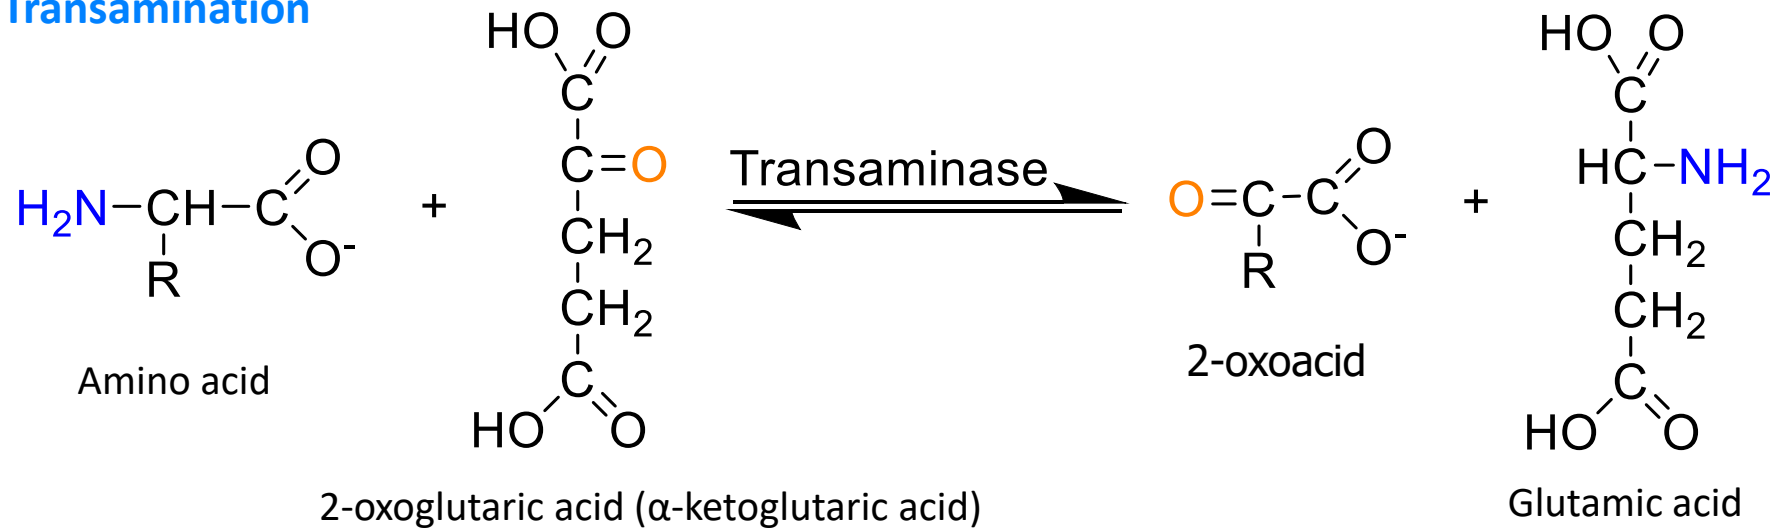 Transamination
HO O
C
C=O
CH2
CH2
C
HO O
H2N-CH-C
O
O-
R
+
Transaminase
O=C-C
O
O-
R
+
HO O
C
HC-NH2
CH2
CH2
C
HO O
Amino acid
2-oxoglutaric acid (α-ketoglutaric acid)
2-oxoacid
Glutamic acid